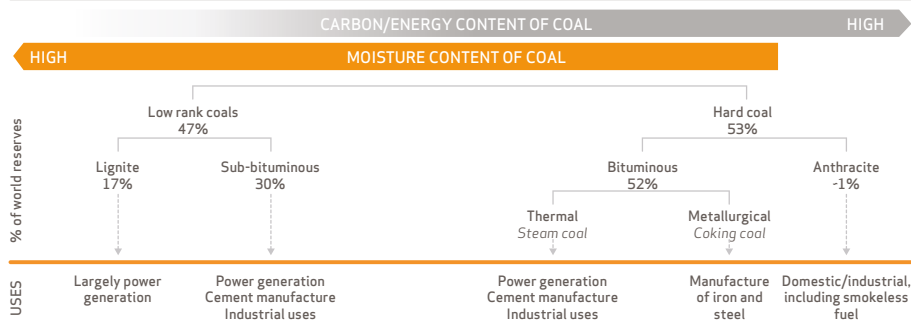 CARBON/ENERGY CONTENT OF COAL HIGH
HIGH MOISTURE CONTENT OF COAL
% of world reserves
Low rank coals Hard coal
47% 53%
Lignite Sub-bituminous Bituminous Anthracite
17% 30% 52% -1%
Thermal Metallurgical
Steam coal Coking coal
USES
Largely power Power generation Power generation Manufacture Domestic/industrial,
generation Cement manufacture Cement manufacture of iron and including smokeless
Industrial uses Industrial uses steel fuel